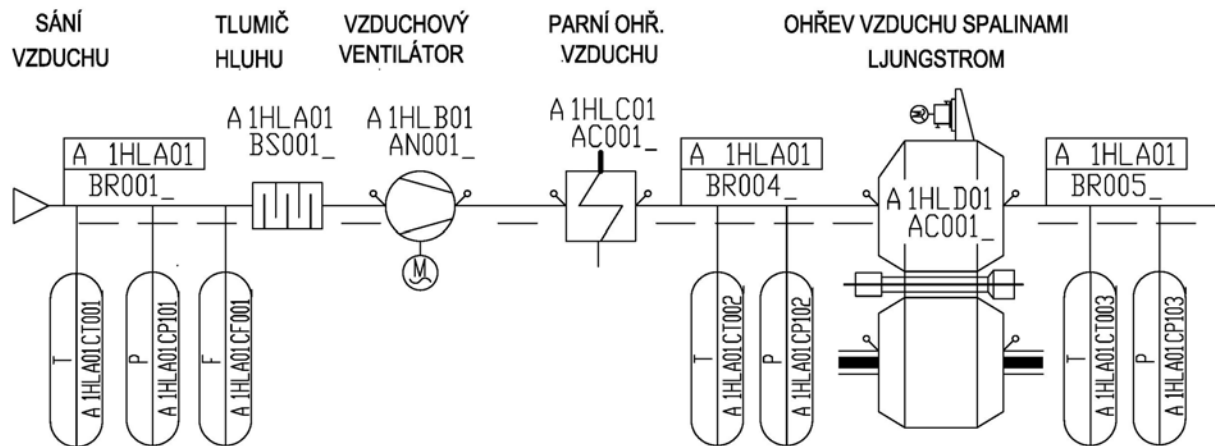 SÁNÍ
VZDUCHU
TLUMIČ
HLUHU
VZDUCHOVÝ
VENTILÁTOR
PARNÍ OHŘ.
VZDUCHU
OHŘEV VZDUCHU SPALINAMI
LJUNGSTROM
A 1HLA01
BR001_
A 1HLA01
BS001_
A 1HLB01
AN001_
A 1HLC01
AC001_
A 1HLA01
BR004_
A 1HLD01
AC001_
A 1HLA01
BR005_
M
M
T
A 1HLA01CT001
P
A 1HLA01CP101
F
A 1HLA01CF001
T
A 1HLA01CT002
P
A 1HLA01CP102
T
A 1HLA01CT003
P
A 1HLA01CP103